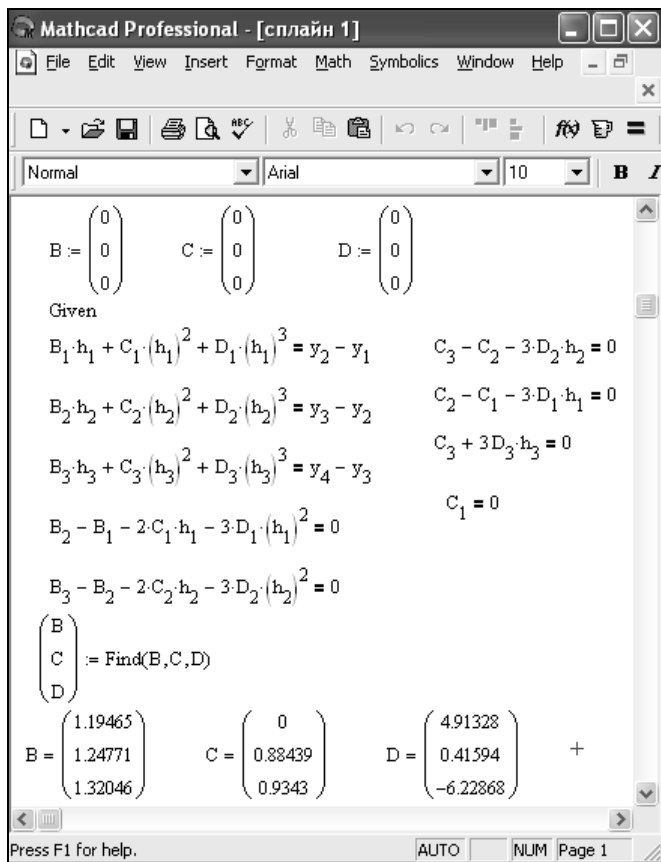 Mathcad Professional - [сплайн 1]
File Edit View Insert Format Math Symbolics Window Help
Normal Arial 10 B I
B := (0 0 0) C := (0 0 0) D := (0 0 0)
Given
B₁·h₁ + C₁·(h₁)² + D₁·(h₁)³ = y₂ − y₁
B₂·h₂ + C₂·(h₂)² + D₂·(h₂)³ = y₃ − y₂
B₃·h₃ + C₃·(h₃)² + D₃·(h₃)³ = y₄ − y₃
B₂ − B₁ − 2·C₁·h₁ − 3·D₁·(h₁)² = 0
B₃ − B₂ − 2·C₂·h₂ − 3·D₂·(h₂)² = 0
C₃ − C₂ − 3·D₂·h₂ = 0
C₂ − C₁ − 3·D₁·h₁ = 0
C₃ + 3D₃·h₃ = 0
C₁ = 0
(B C D) := Find(B,C,D)
B = (1.19465 1.24771 1.32046) C = (0 0.88439 0.9343) D = (4.91328 0.41594 −6.22868)
Press F1 for help. AUTO NUM Page 1